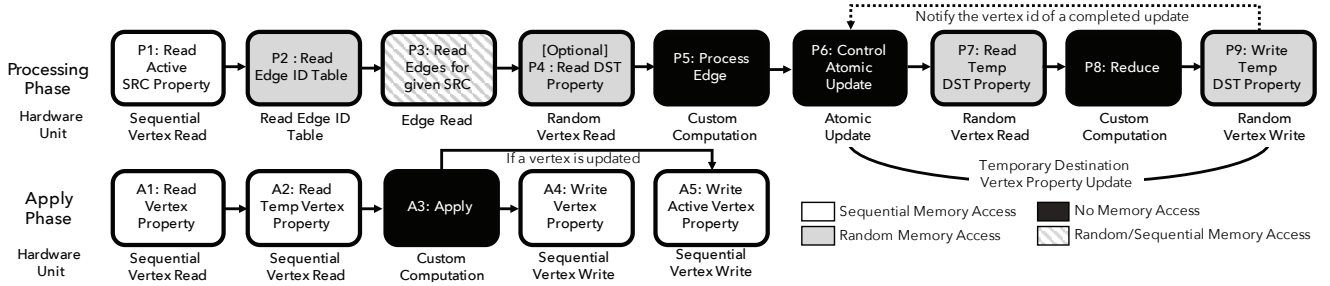 Notify the vertex id of a completed update
Processing
Phase
P1: Read
Active
SRC Property
P2 : Read
Edge ID Table
P3: Read
Edges for
given SRC
[Optional]
P4 : Read DST
Property
P5: Process
Edge
P6: Control
Atomic
Update
P7: Read
Temp
DST Property
P8: Reduce
P9: Write
Temp
DST Property
Hardware
Unit
Sequential
Vertex Read
Read Edge ID
Table
Edge Read
Random
Vertex Read
Custom
Computation
Atomic
Update
Random
Vertex Read
Custom
Computation
Random
Vertex Write
If a vertex is updated
Temporary Destination
Vertex Property Update
Apply
Phase
A1: Read
Vertex
Property
A2: Read
Temp Vertex
Property
A3: Apply
A4: Write
Vertex
Property
A5: Write
Active Vertex
Property
Hardware
Unit
Sequential
Vertex Read
Sequential
Vertex Read
Custom
Computation
Sequential
Vertex Write
Sequential
Vertex Write
Sequential Memory Access
No Memory Access
Random Memory Access
Random/Sequential Memory Access